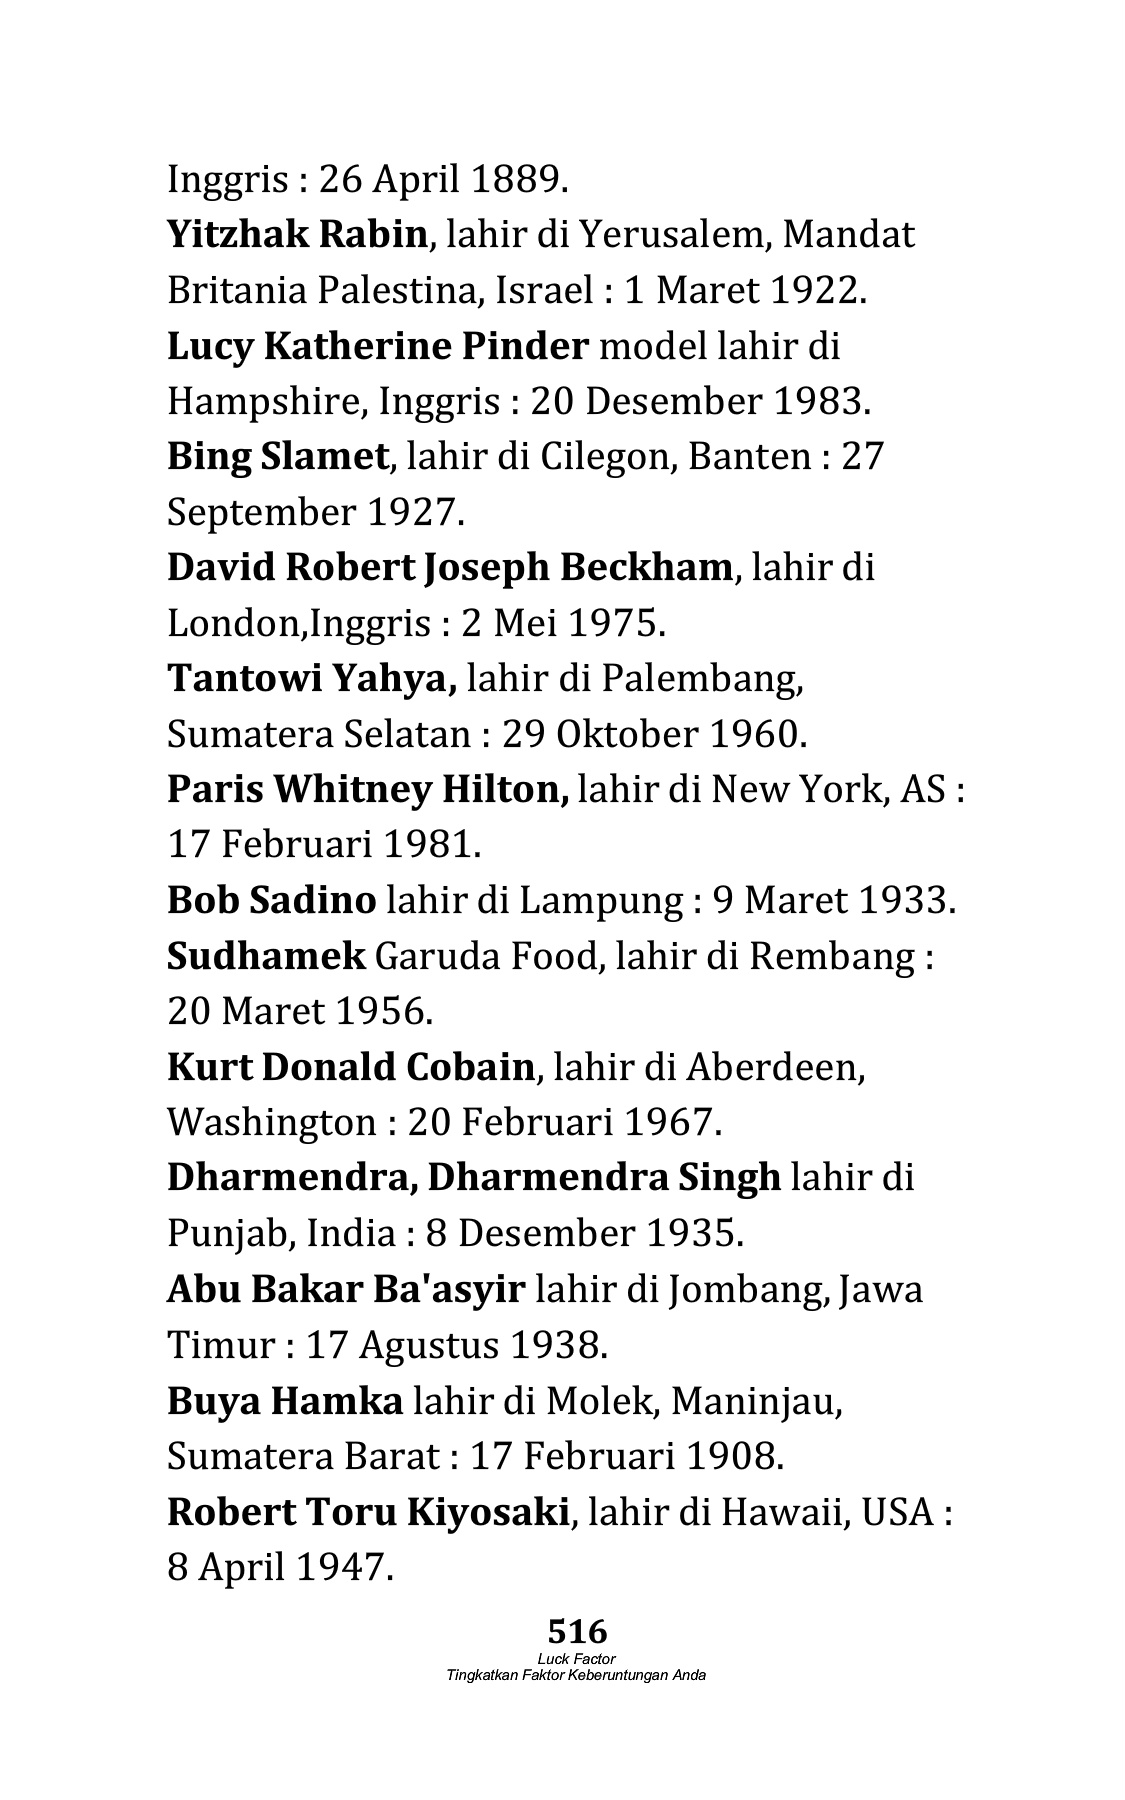 Inggris : 26 April 1889.
Yitzhak Rabin, lahir di Yerusalem, Mandat
Britania Palestina, Israel : 1 Maret 1922.
Lucy Katherine Pinder model lahir di
Hampshire, Inggris : 20 Desember 1983.
Bing Slamet, lahir di Cilegon, Banten : 27
September 1927.
David Robert Joseph Beckham, lahir di
London,Inggris : 2 Mei 1975.
Tantowi Yahya, lahir di Palembang,
Sumatera Selatan : 29 Oktober 1960.
Paris Whitney Hilton, lahir di New York, AS :
17 Februari 1981.
Bob Sadino lahir di Lampung : 9 Maret 1933.
Sudhamek Garuda Food, lahir di Rembang :
20 Maret 1956.
Kurt Donald Cobain, lahir di Aberdeen,
Washington : 20 Februari 1967.
Dharmendra, Dharmendra Singh lahir di
Punjab, India : 8 Desember 1935.
Abu Bakar Ba'asyir lahir di Jombang, Jawa
Timur : 17 Agustus 1938.
Buya Hamka lahir di Molek, Maninjau,
Sumatera Barat : 17 Februari 1908.
Robert Toru Kiyosaki, lahir di Hawaii, USA :
8 April 1947.
516
Luck Factor
Tingkatkan Faktor Keberuntungan Anda